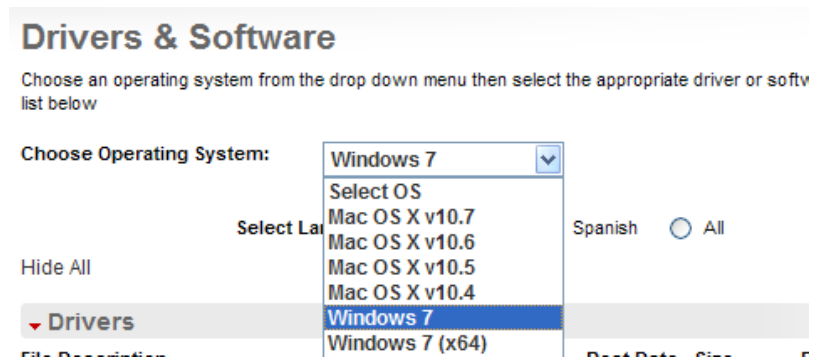 Drivers & Software
Choose an operating system from the drop down menu then select the appropriate driver or
list below
Choose Operating System:
Windows 7
Select OS
Mac OS X v10.7
Select
Spanish
All
Mac OS X v10.6
Hide All
Mac OS X v10.5
Mac OS X v10.4
Drivers
Windows 7
Windows 7 (x64)
File Description
Post Date
Size